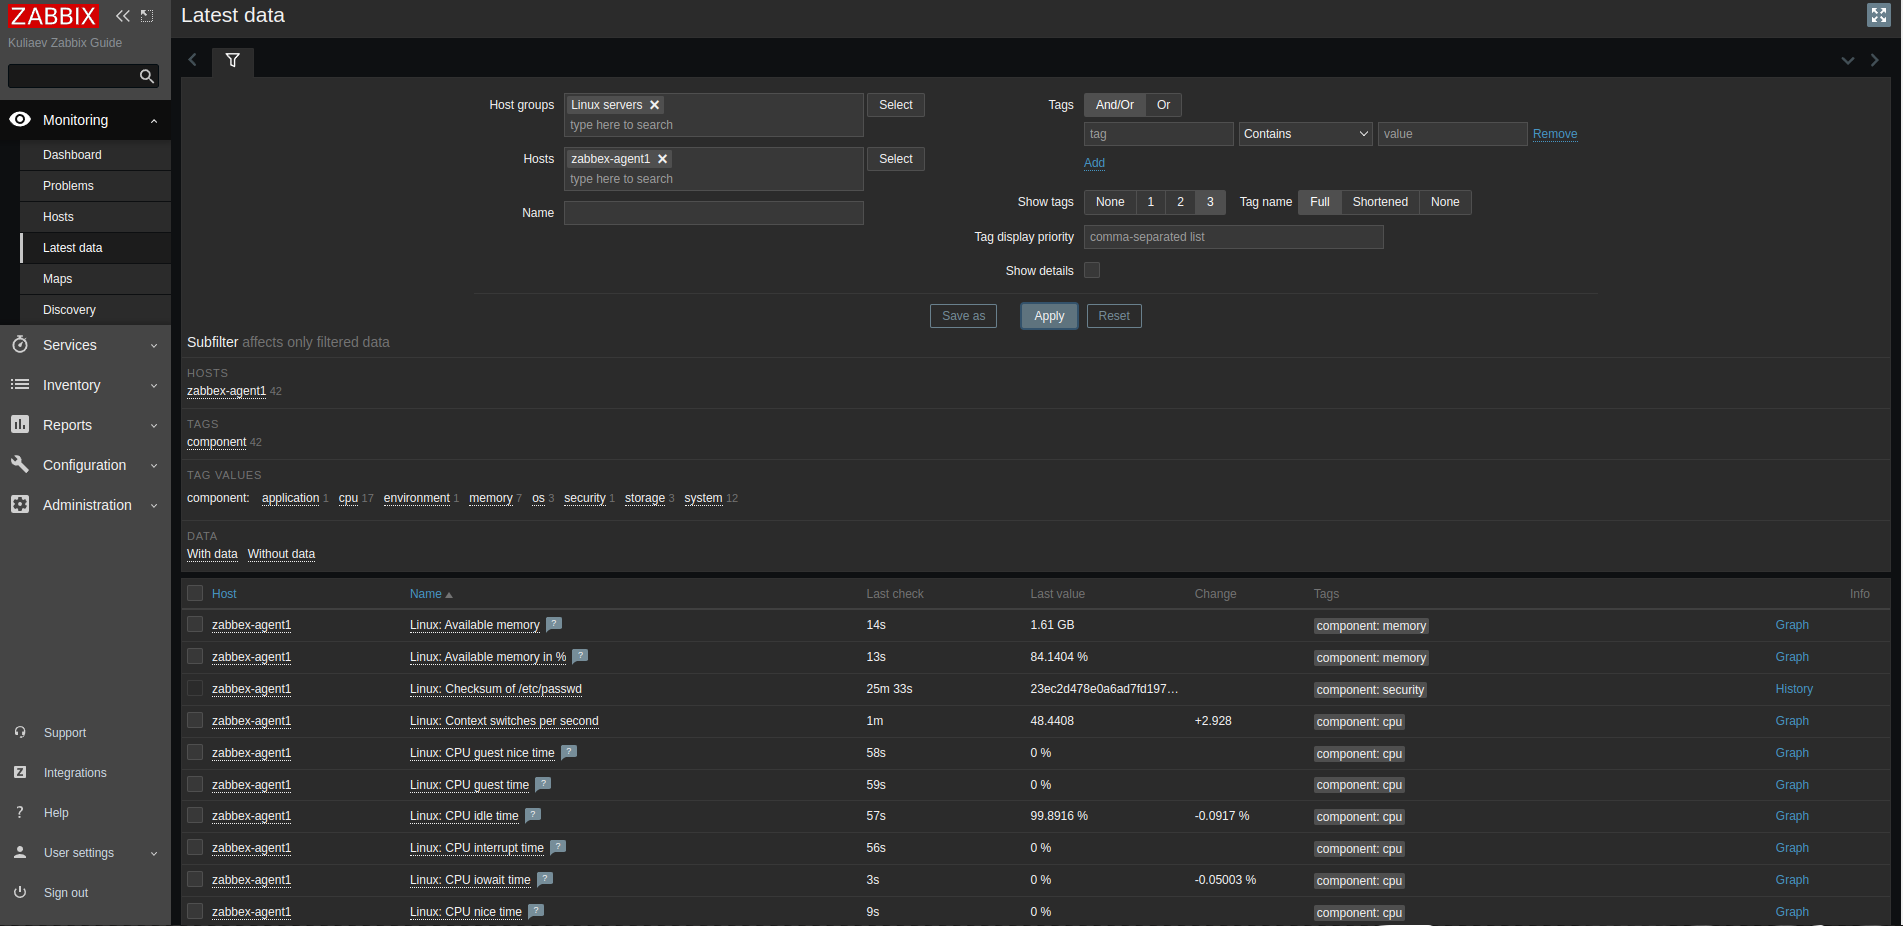 ZABBIX
Kuliaev Zabbix Guide
Monitoring
Dashboard
Problems
Hosts
Latest data
Maps
Discovery
Services
Inventory
Reports
Configuration
Administration
Support
Z Integrations
? Help
User settings
Sign out
Latest data
Host groups Linux servers type here to search Select
Hosts zabbex-agent1 type here to search Select
Name
Tags And/Or Or
tag Contains value Remove
Add
Show tags None 1 2 3 Tag name Full Shortened None
Tag display priority comma-separated list
Show details
Save as Apply Reset
Subfilter affects only filtered data
HOSTS
zabbex-agent1 42
TAGS
component 42
TAG VALUES
component: application 1 cpu 17 environment 1 memory 7 os 3 security 1 storage 3 system 12
DATA
With data Without data
Host Name Last check Last value Change Tags Info
zabbex-agent1 Linux: Available memory ? 14s 1.61 GB component: memory Graph
zabbex-agent1 Linux: Available memory in % ? 13s 84.1404 % component: memory Graph
zabbex-agent1 Linux: Checksum of /etc/passwd 25m 33s 23ec2d478e0a6ad7fd197… component: security History
zabbex-agent1 Linux: Context switches per second 1m 48.4408 +2.928 component: cpu Graph
zabbex-agent1 Linux: CPU guest nice time ? 58s 0 % component: cpu Graph
zabbex-agent1 Linux: CPU guest time ? 59s 0 % component: cpu Graph
zabbex-agent1 Linux: CPU idle time ? 57s 99.8916 % -0.0917 % component: cpu Graph
zabbex-agent1 Linux: CPU interrupt time ? 56s 0 % component: cpu Graph
zabbex-agent1 Linux: CPU iowait time ? 3s 0 % -0.05003 % component: cpu Graph
zabbex-agent1 Linux: CPU nice time ? 9s 0 % component: cpu Graph